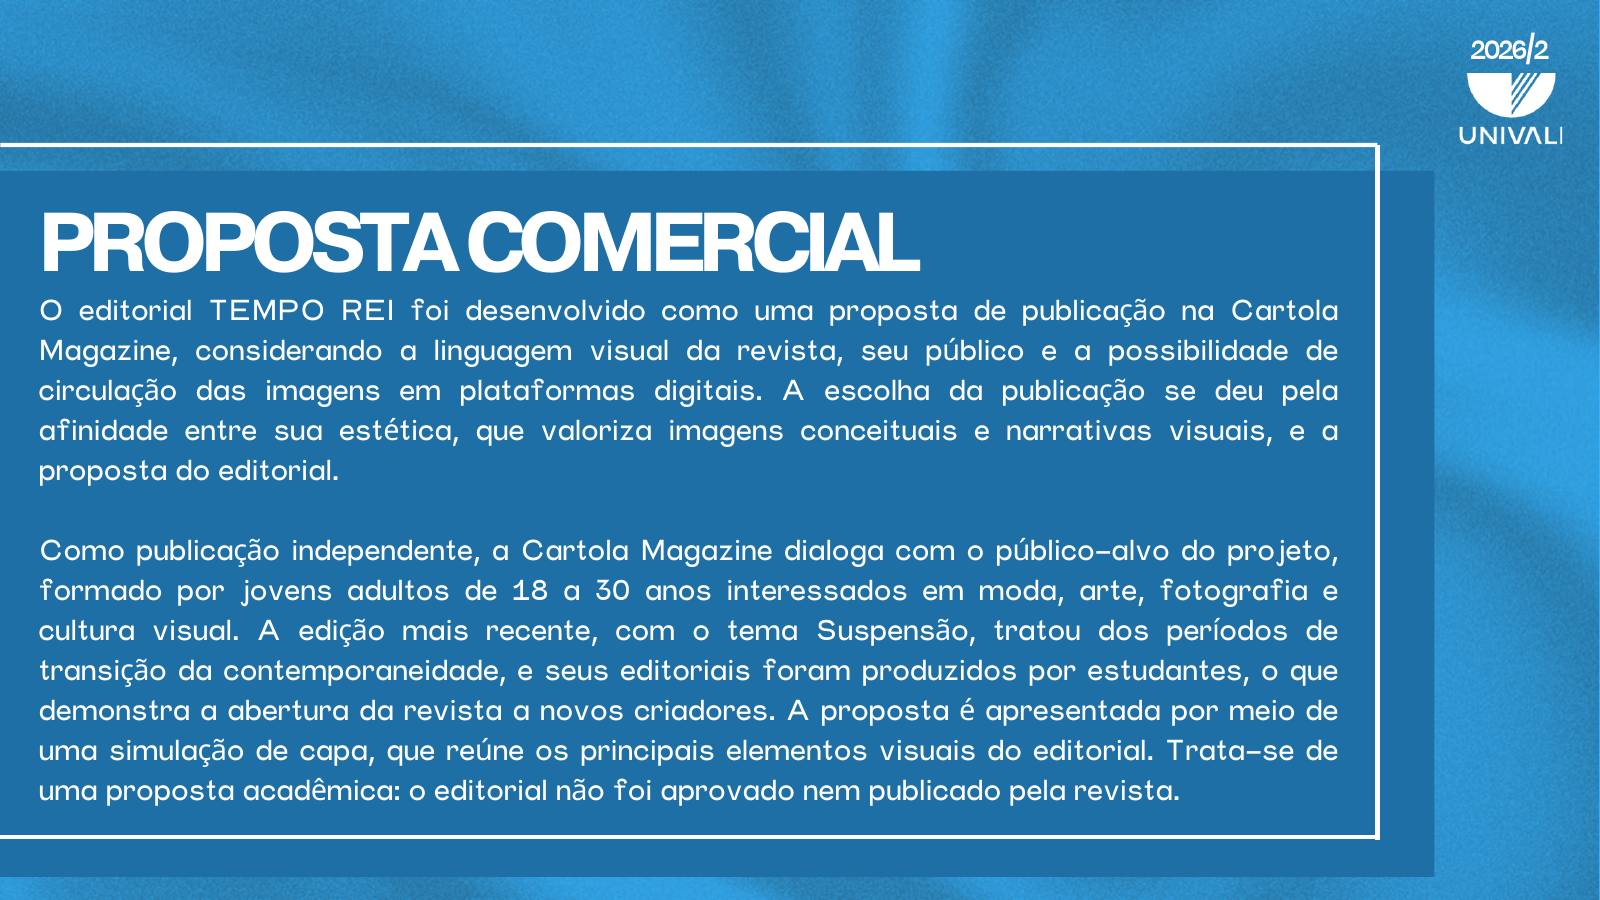 2026/2
UNIVALI
PROPOSTA COMERCIAL
O editorial TEMPO REI foi desenvolvido como uma proposta de publicação na Cartola
Magazine, considerando a linguagem visual da revista, seu público e a possibilidade de
circulação das imagens em plataformas digitais. A escolha da publicação se deu pela
afinidade entre sua estética, que valoriza imagens conceituais e narrativas visuais, e a
proposta do editorial.
Como publicação independente, a Cartola Magazine dialoga com o público-alvo do projeto,
formado por jovens adultos de 18 a 30 anos interessados em moda, arte, fotografia e
cultura visual. A edição mais recente, com o tema Suspensão, tratou dos períodos de
transição da contemporaneidade, e seus editoriais foram produzidos por estudantes, o que
demonstra a abertura da revista a novos criadores. A proposta é apresentada por meio de
uma simulação de capa, que reúne os principais elementos visuais do editorial. Trata-se de
uma proposta acadêmica: o editorial não foi aprovado nem publicado pela revista.